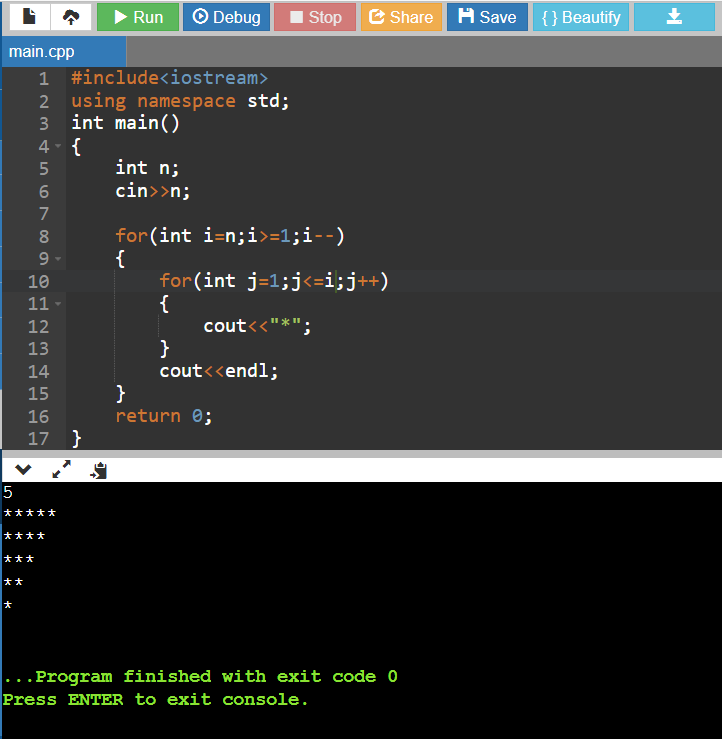 Run Debug Stop Share Save { } Beautify
main.cpp
1 #include<iostream>
2 using namespace std;
3 int main()
4 {
5     int n;
6     cin>>n;
7
8     for(int i=n;i>=1;i--)
9     {
10         for(int j=1;j<=i;j++)
11         {
12             cout<<"*";
13         }
14         cout<<endl;
15     }
16     return 0;
17 }
5
*****
****
***
**
*
...Program finished with exit code 0
Press ENTER to exit console.